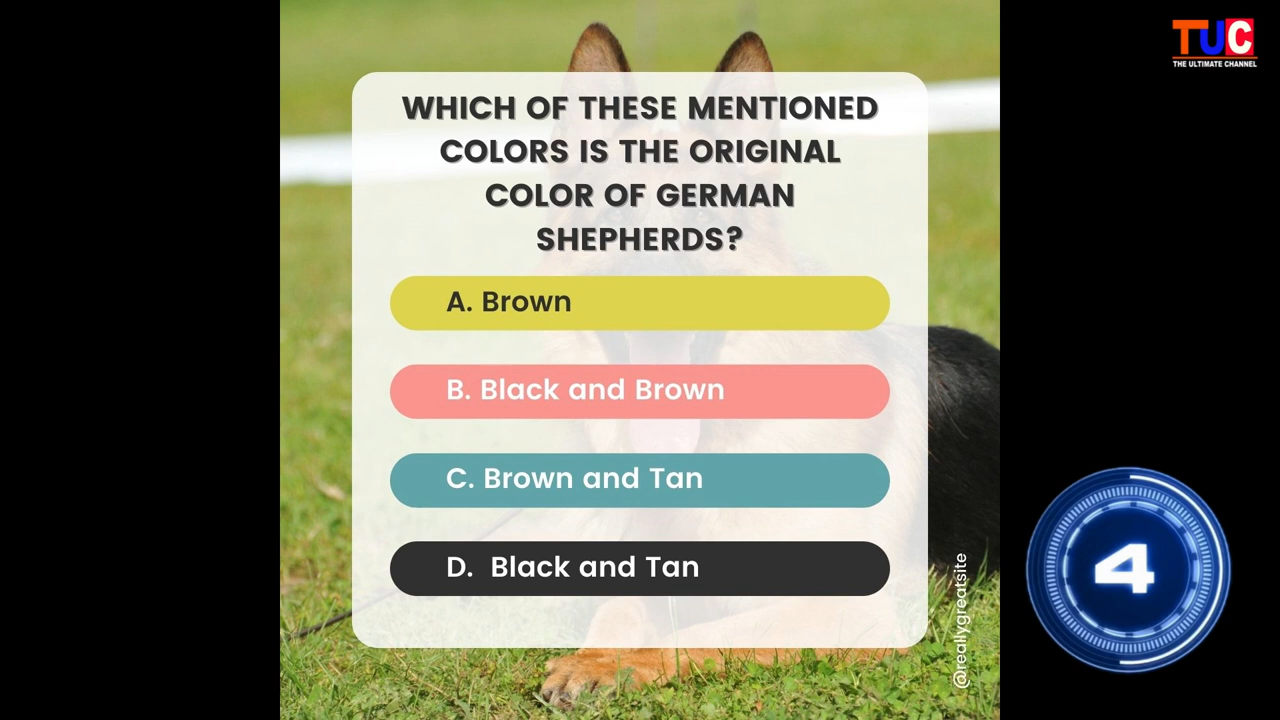 TUC
THE ULTIMATE CHANNEL
WHICH OF THESE MENTIONED
COLORS IS THE ORIGINAL
COLOR OF GERMAN
SHEPHERDS?
A. Brown
B. Black and Brown
C. Brown and Tan
D. Black and Tan
@reallygreatsite
4